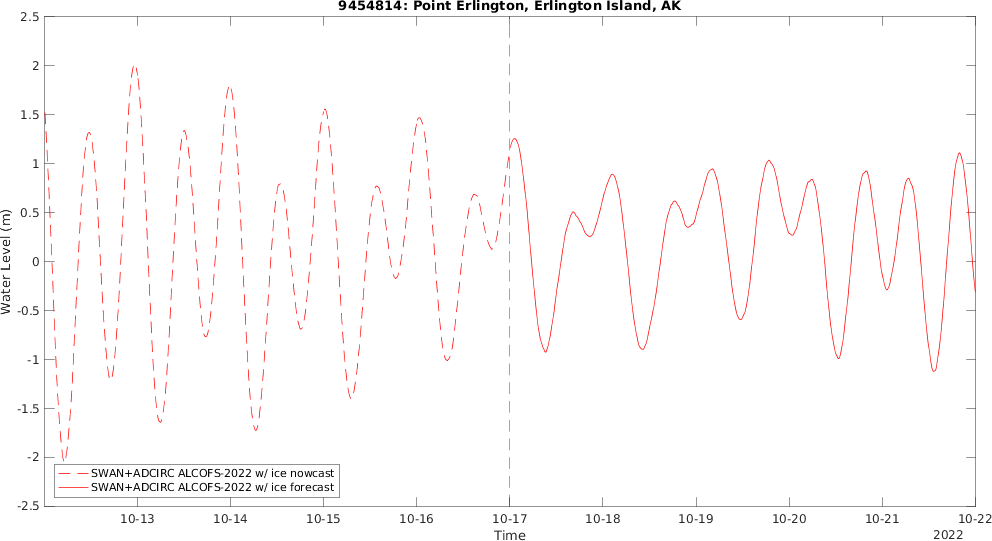 9454814: Point Erlington, Erlington Island, AK
2.5
2
1.5
1
0.5
0
-0.5
-1
-1.5
-2
-2.5
Water Level (m)
SWAN+ADCIRC ALCOFS-2022 w/ ice nowcast
SWAN+ADCIRC ALCOFS-2022 w/ ice forecast
10-13 10-14 10-15 10-16 10-17 10-18 10-19 10-20 10-21 10-22
Time
2022